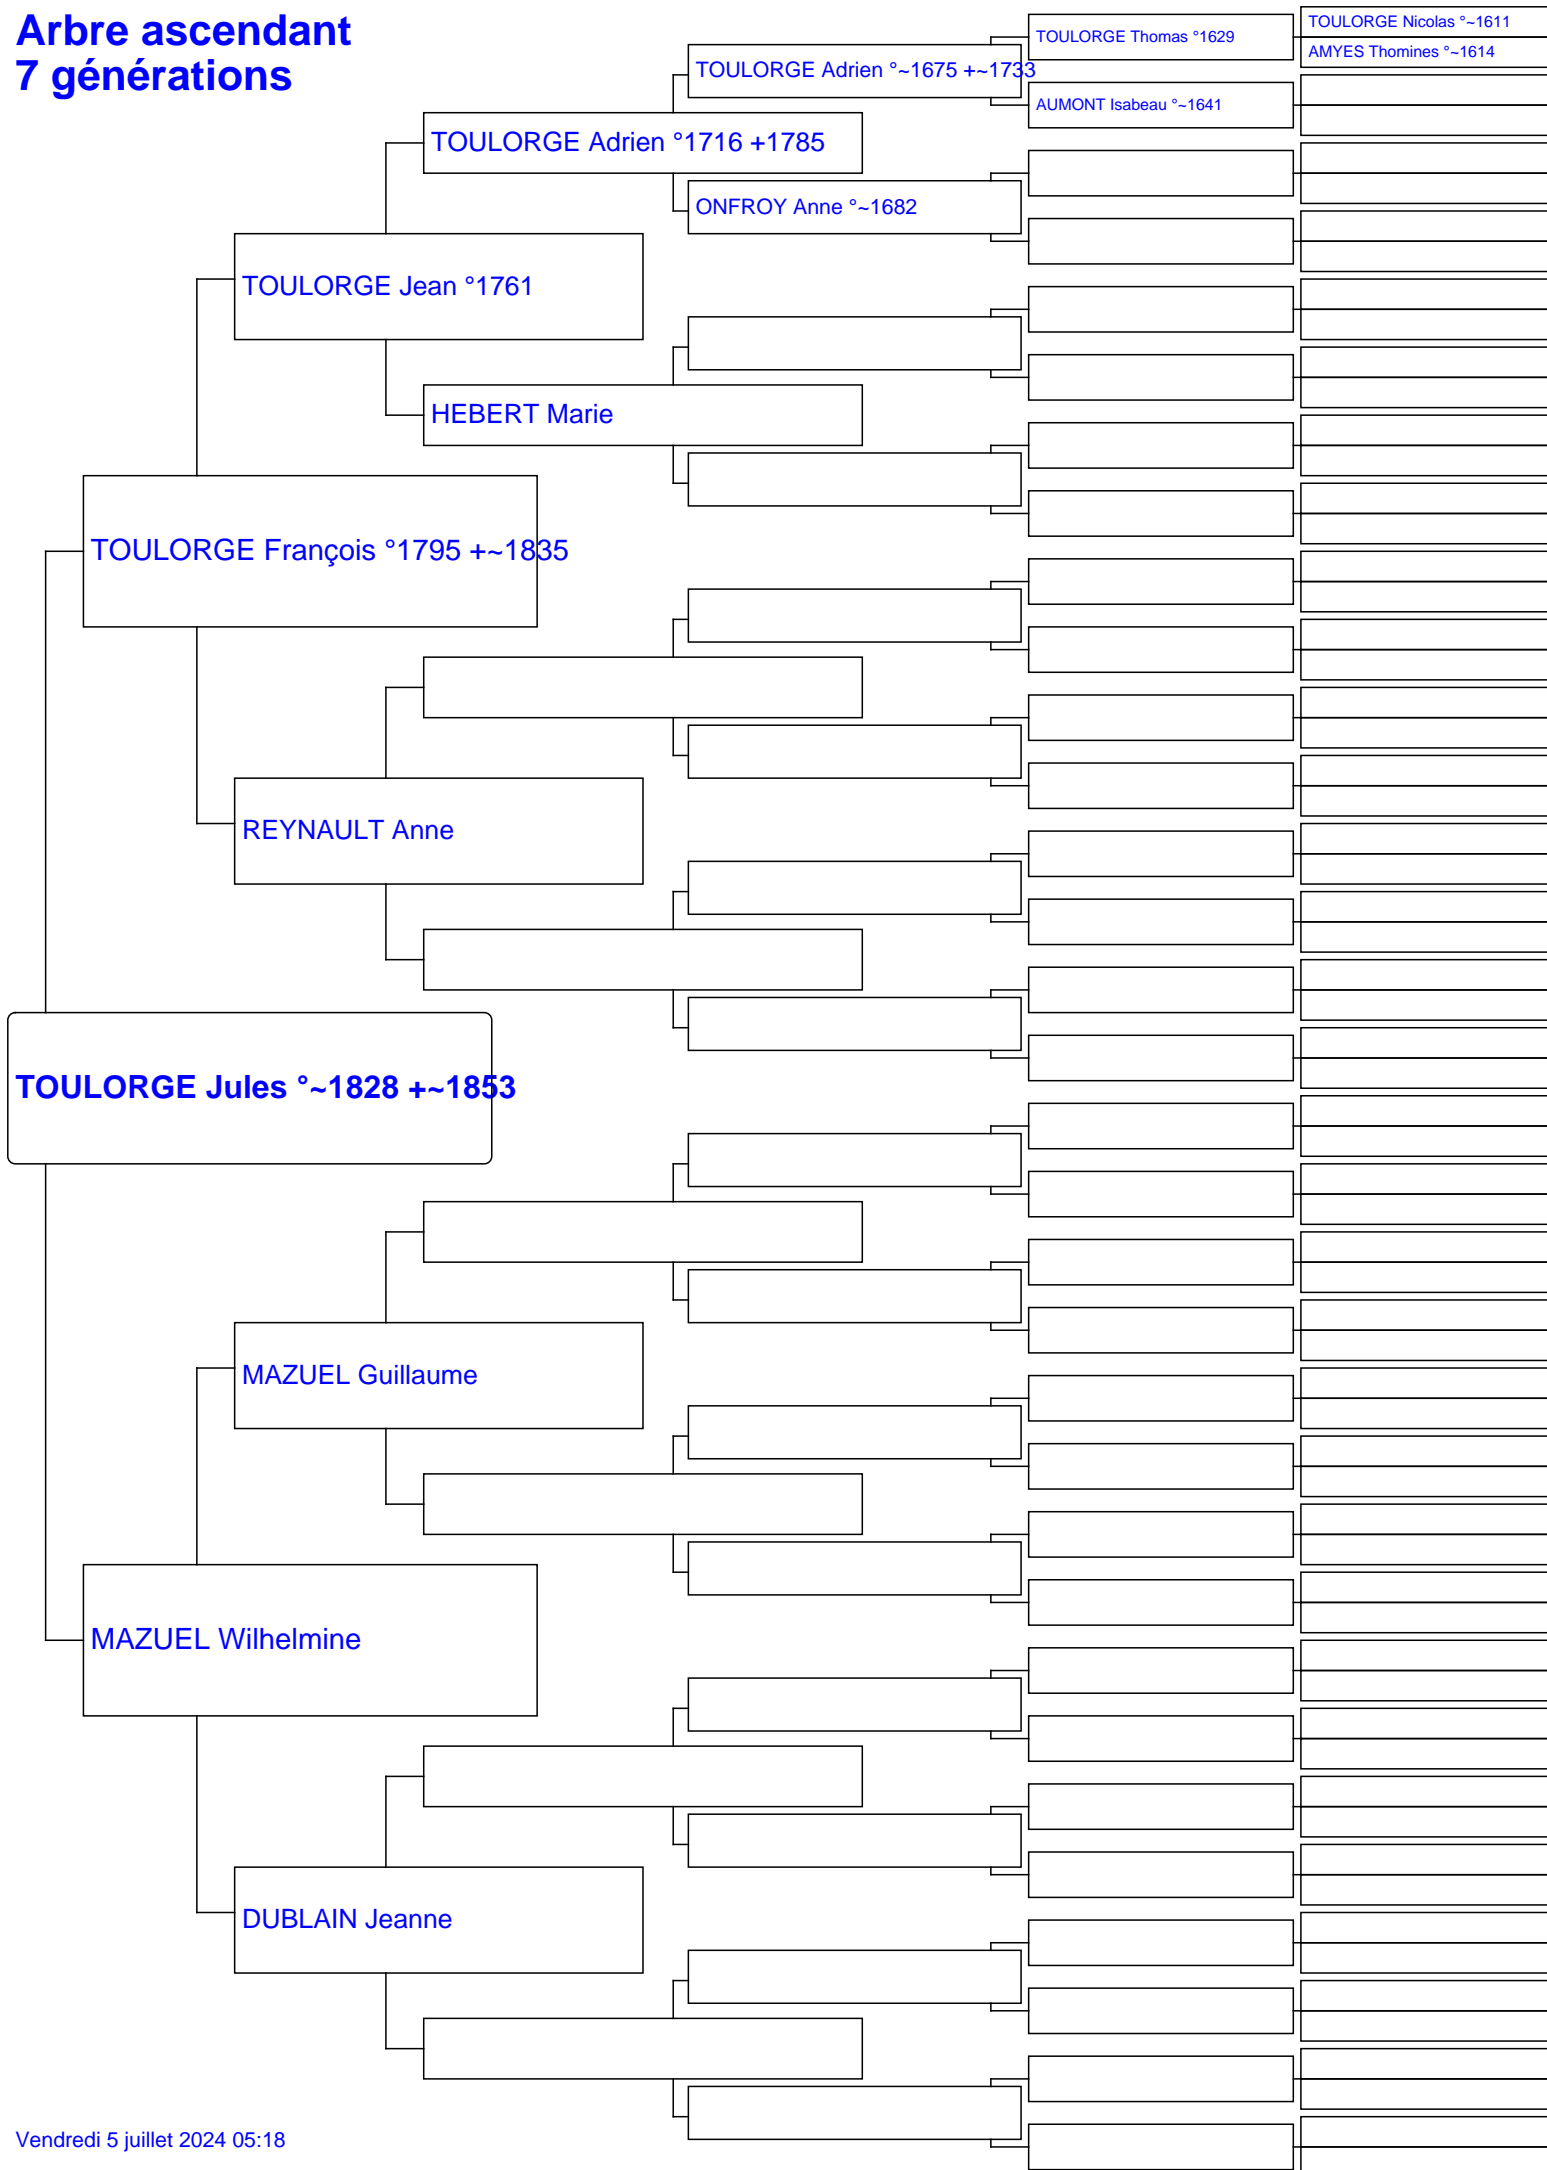 Arbre ascendant
7 générations
TOULORGE Nicolas °~1611
TOULORGE Thomas °1629
AMYES Thomines °~1614
TOULORGE Adrien °~1675 +~1733
AUMONT Isabeau °~1641
TOULORGE Adrien °1716 +1785
ONFROY Anne °~1682
TOULORGE Jean °1761
HEBERT Marie
TOULORGE François °1795 +~1835
REYNAULT Anne
TOULORGE Jules °~1828 +~1853
MAZUEL Guillaume
MAZUEL Wilhelmine
DUBLAIN Jeanne
Vendredi 5 juillet 2024 05:18